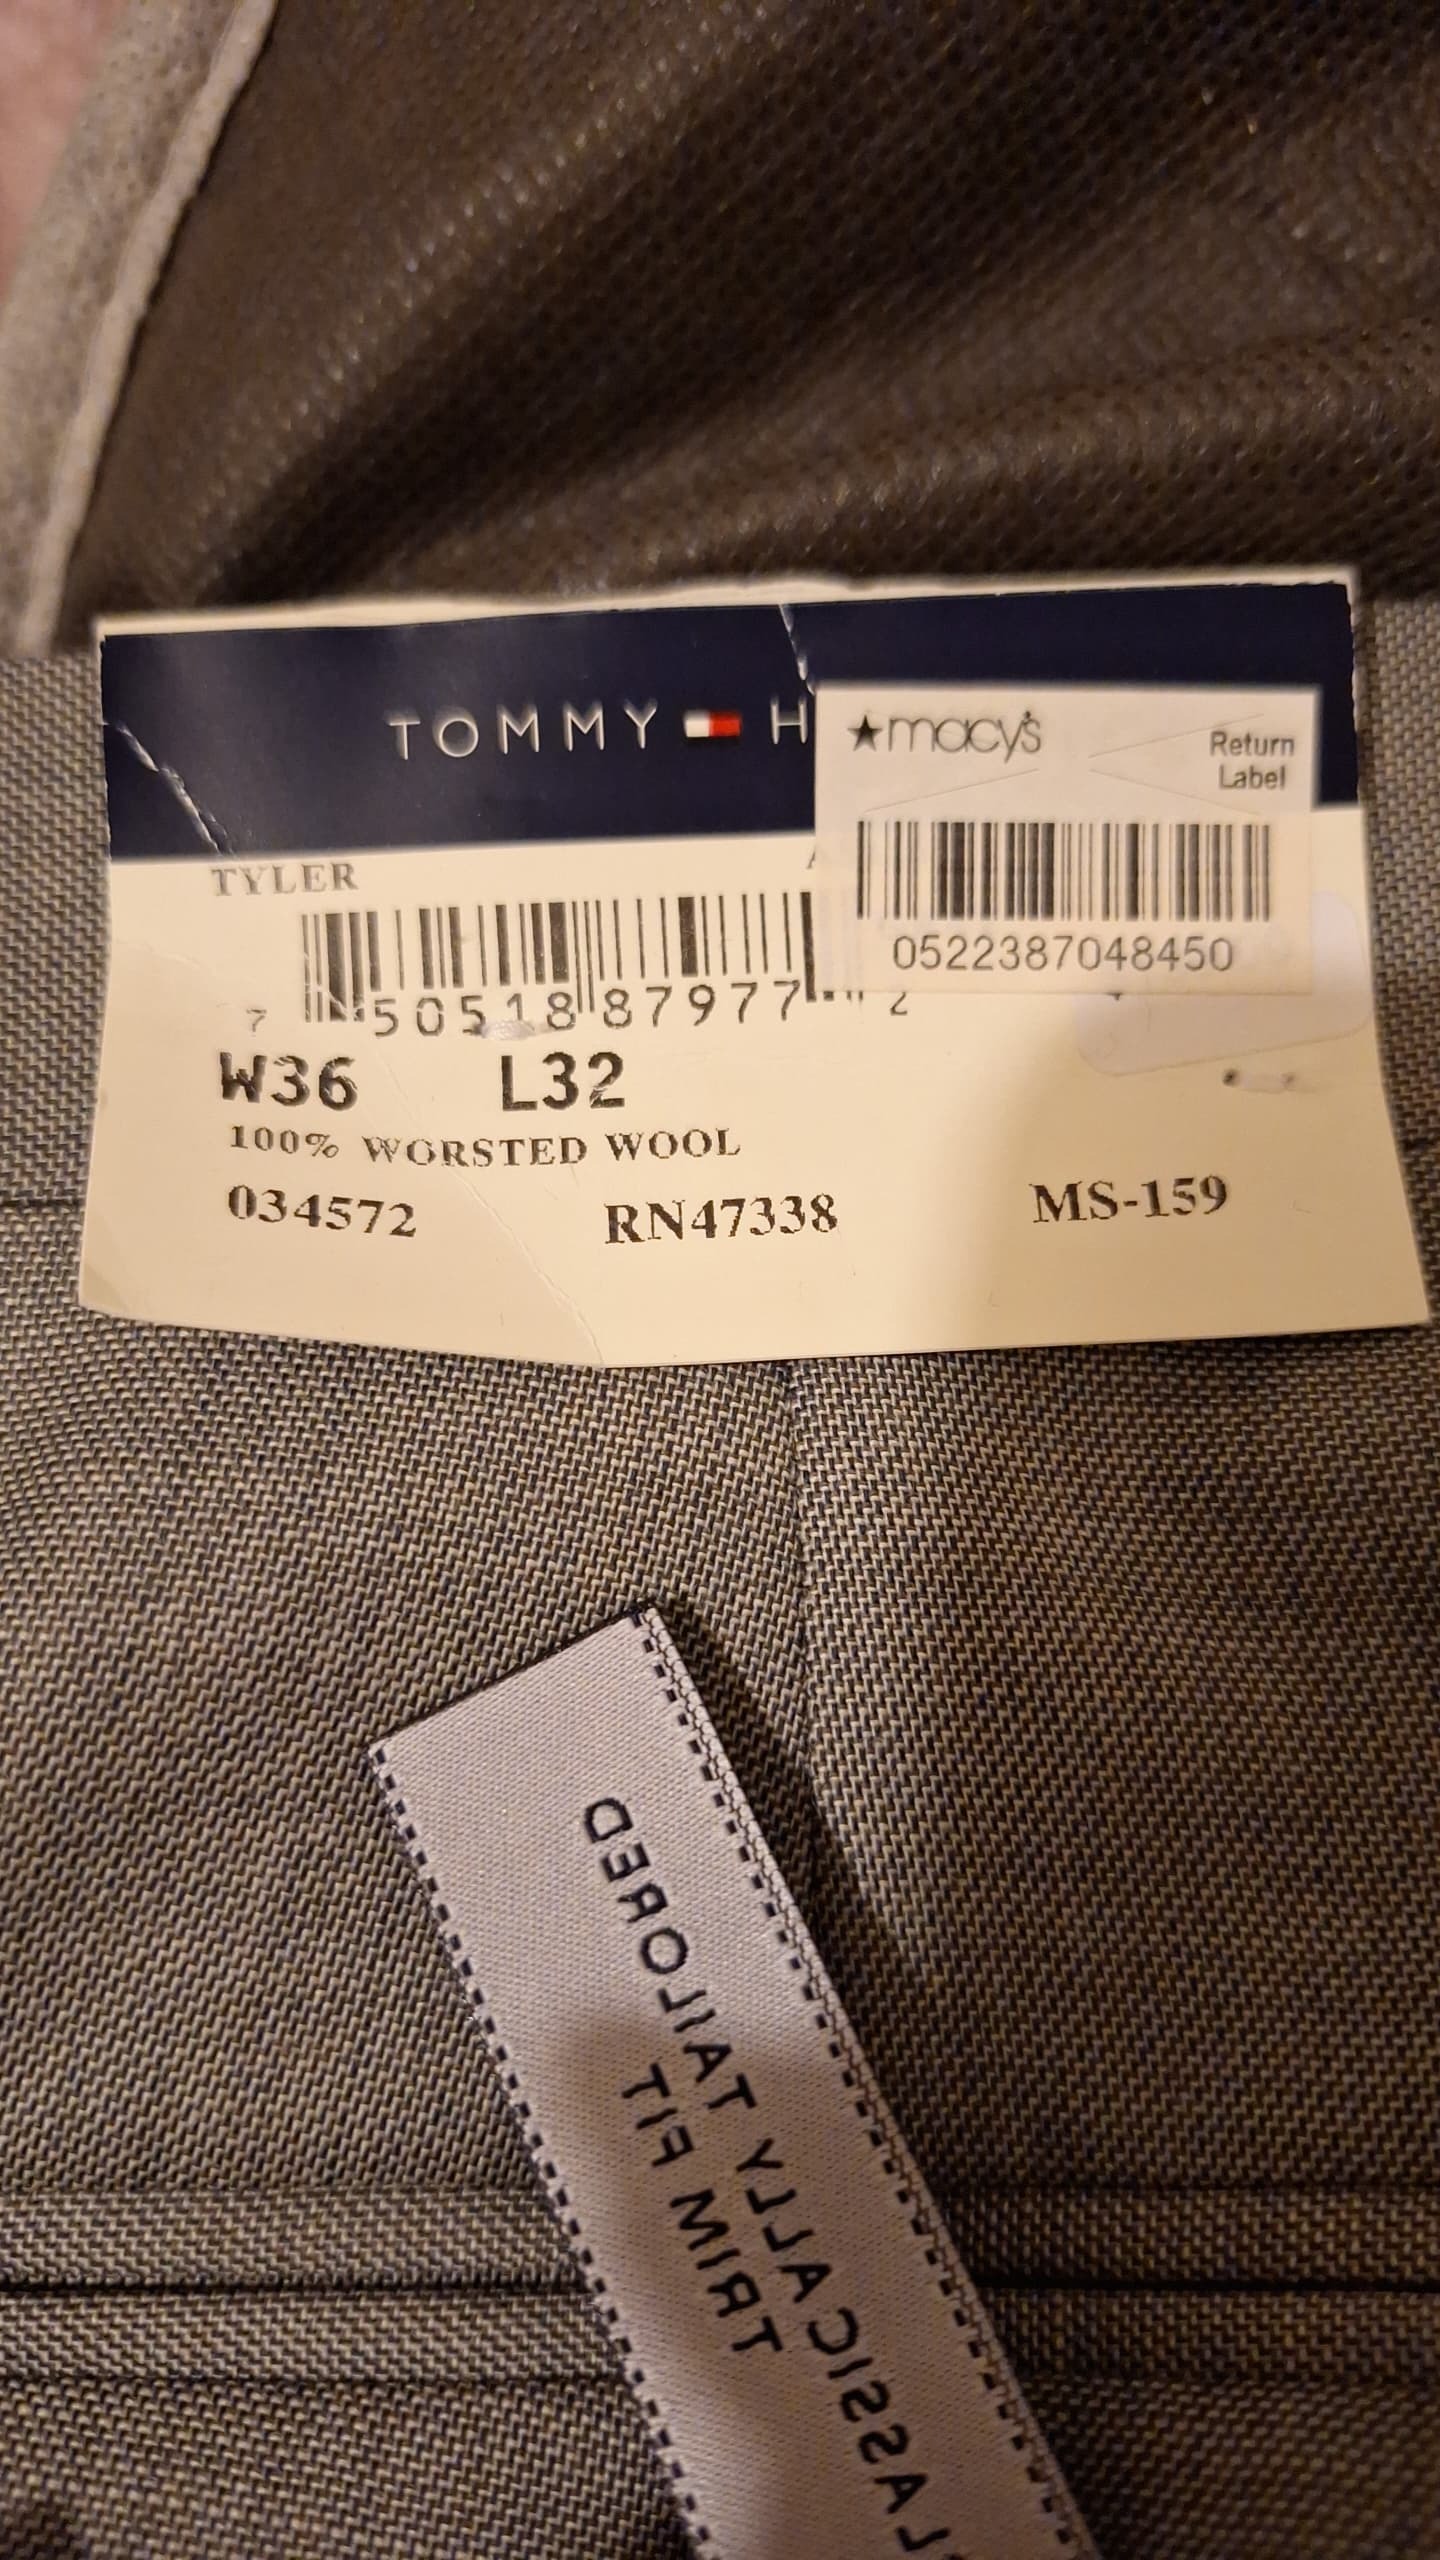 TOMMY H
★macy's
Return
Label
TYLER
0522387048450
7 50518 87977 2
W36 L32
100% WORSTED WOOL
034572 RN47338 MS-159
CLASSICALLY TAILORED
TRIM FIT